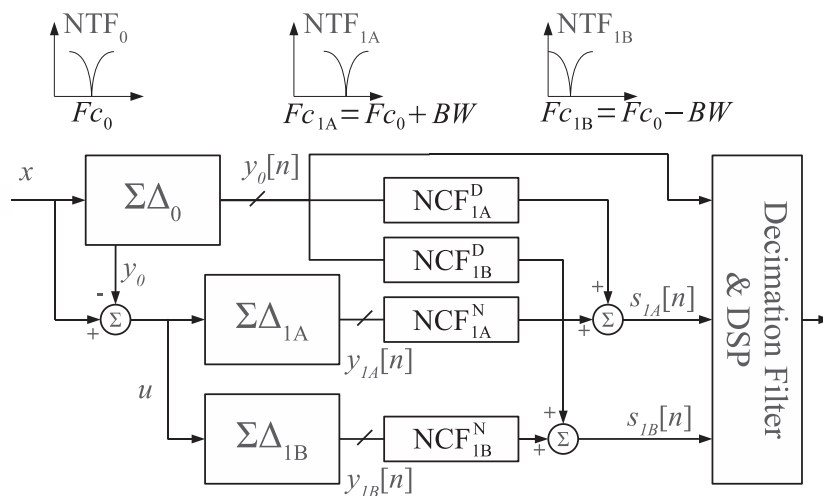 NTF₀
NTF₁A
NTF₁B
Fc₀
Fc₁A=Fc₀+BW
Fc₁B=Fc₀−BW
x
ΣΔ₀
y₀[n]
NCFᴰ₁A
NCFᴰ₁B
y₀
-
+
Σ
ΣΔ₁A
y₁A[n]
NCFᴺ₁A
+
+
Σ
s₁A[n]
u
ΣΔ₁B
y₁B[n]
NCFᴺ₁B
+
+
Σ
s₁B[n]
Decimation Filter
& DSP